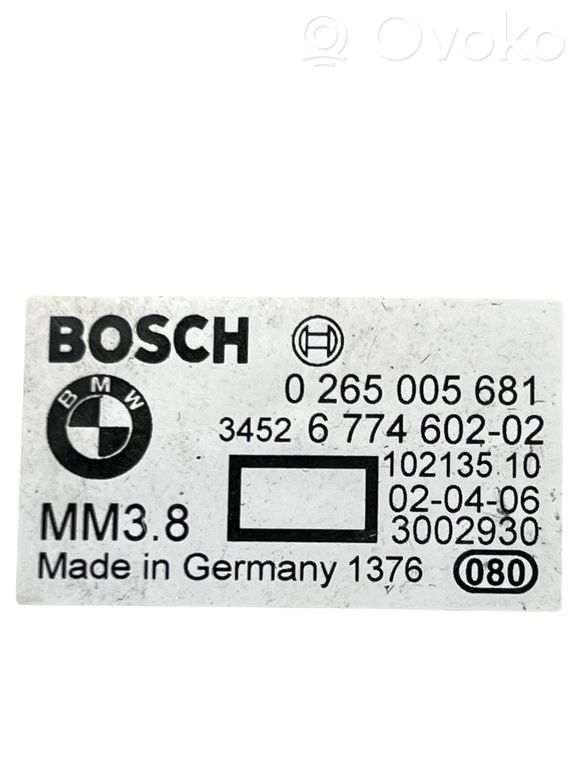 Ovoko
BOSCH
BMW
0 265 005 681
3452 6 774 602-02
102135 10
02-04-06
MM3.8
3002930
Made in Germany 1376
080